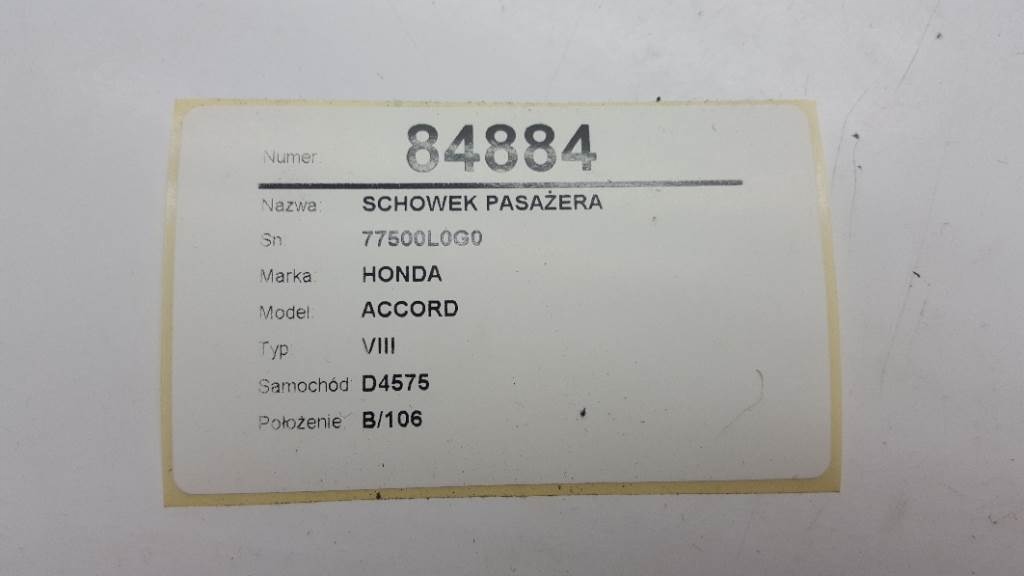 Numer: 84884
Nazwa: SCHOWEK PASAŻERA
Sn: 77500L0G0
Marka: HONDA
Model: ACCORD
Typ: VIII
Samochód: D4575
Położenie: B/106